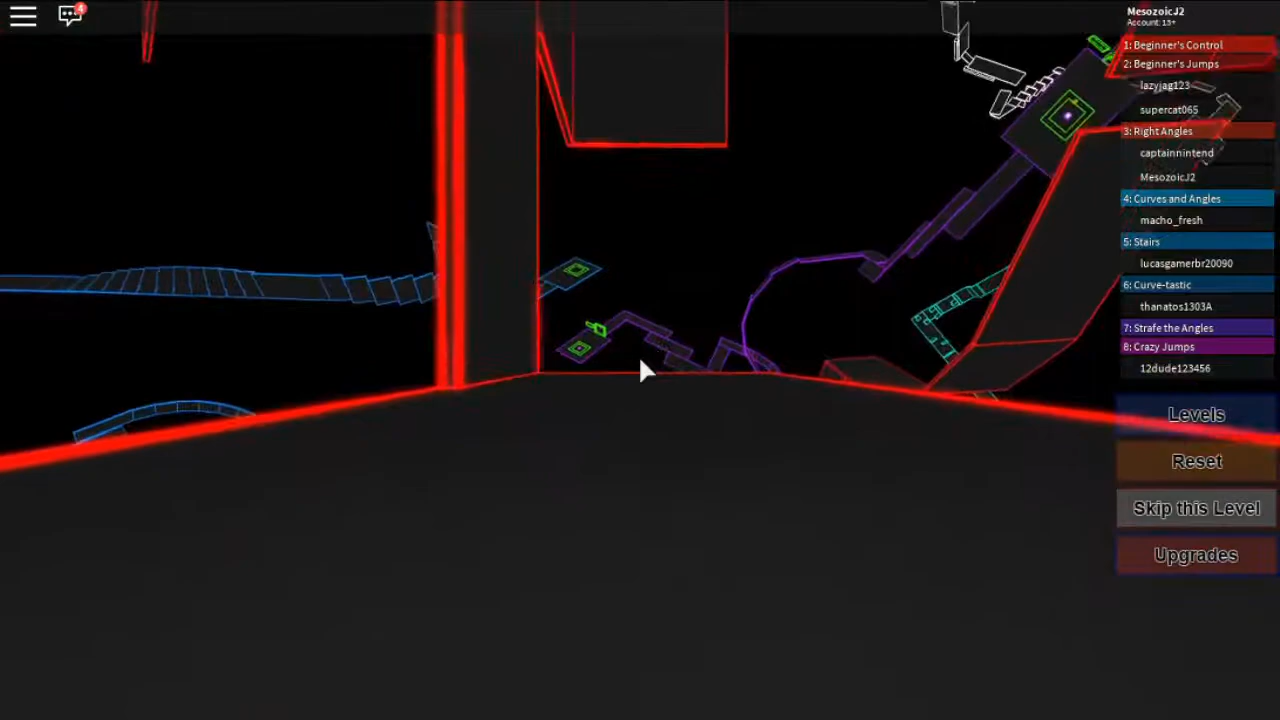 4
MesozoicJ2
Account: 13+
1: Beginner's Control
2: Beginner's Jumps
lazyjag123
supercat065
3: Right Angles
captainnintend
MesozoicJ2
4: Curves and Angles
macho_fresh
5: Stairs
lucasgamerbr20090
6: Curve-tastic
thanatos1303A
7: Strafe the Angles
8: Crazy Jumps
12dude123456
Levels
Reset
Skip this Level
Upgrades